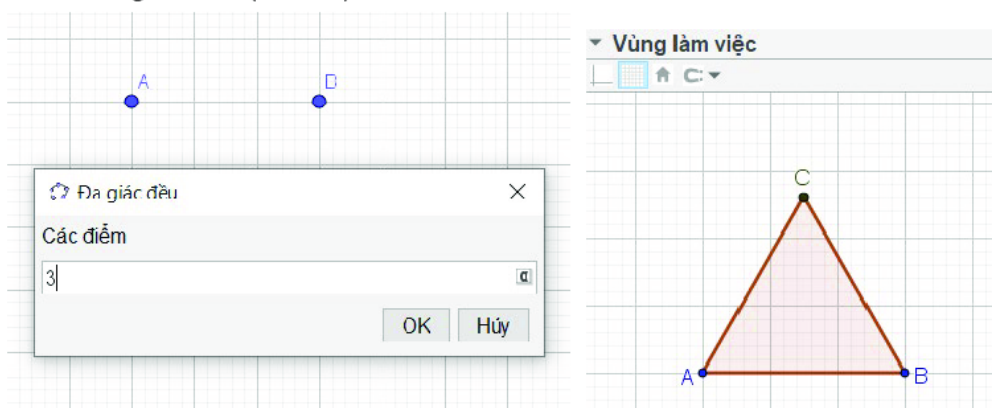 A B
Đa giác đều
Các điểm
3
α
OK Hủy
Vùng làm việc
C
A B